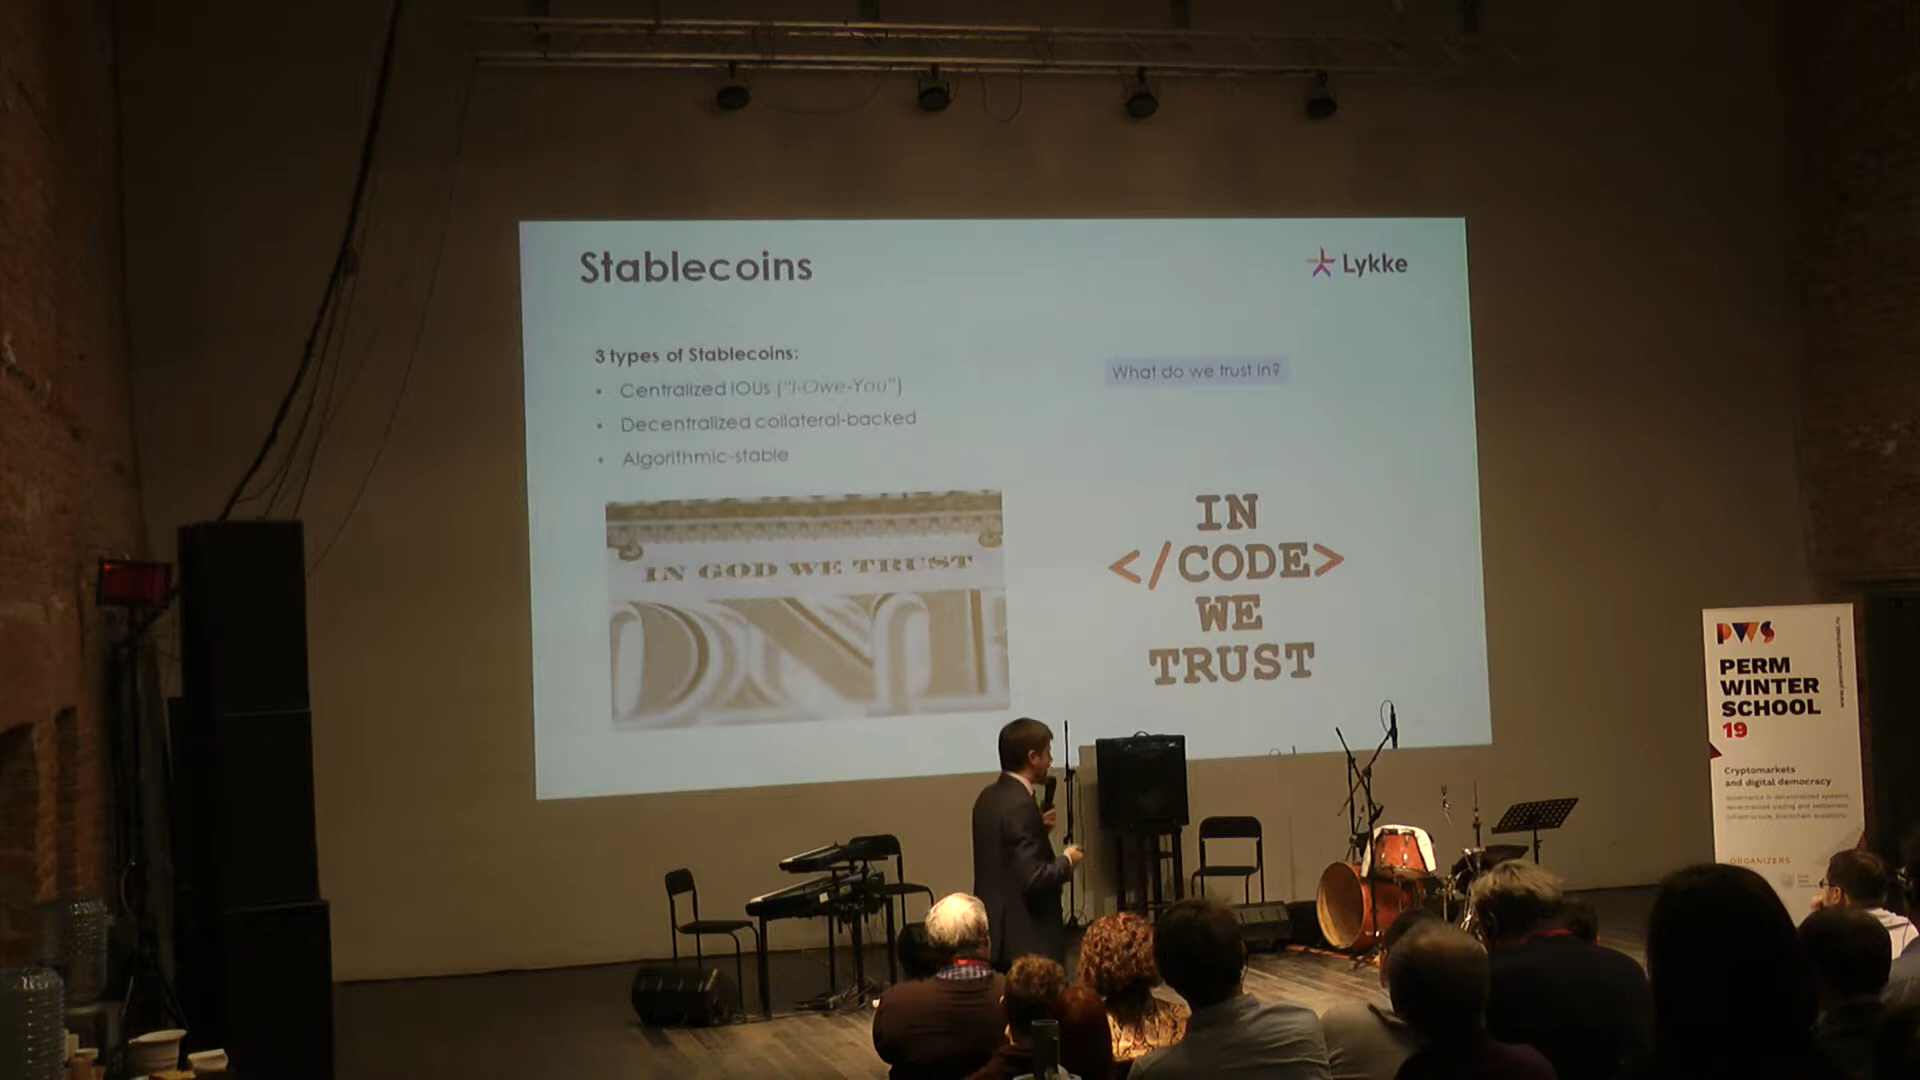 Stablecoins
Lykke
3 types of Stablecoins:
• Centralized IOUs ("I-Owe-You")
• Decentralized collateral-backed
• Algorithmic-stable
What do we trust in?
IN GOD WE TRUST
IN
</CODE>
WE
TRUST
PWS
PERM
WINTER
SCHOOL
19
Cryptomarkets
and digital democracy
ORGANIZERS